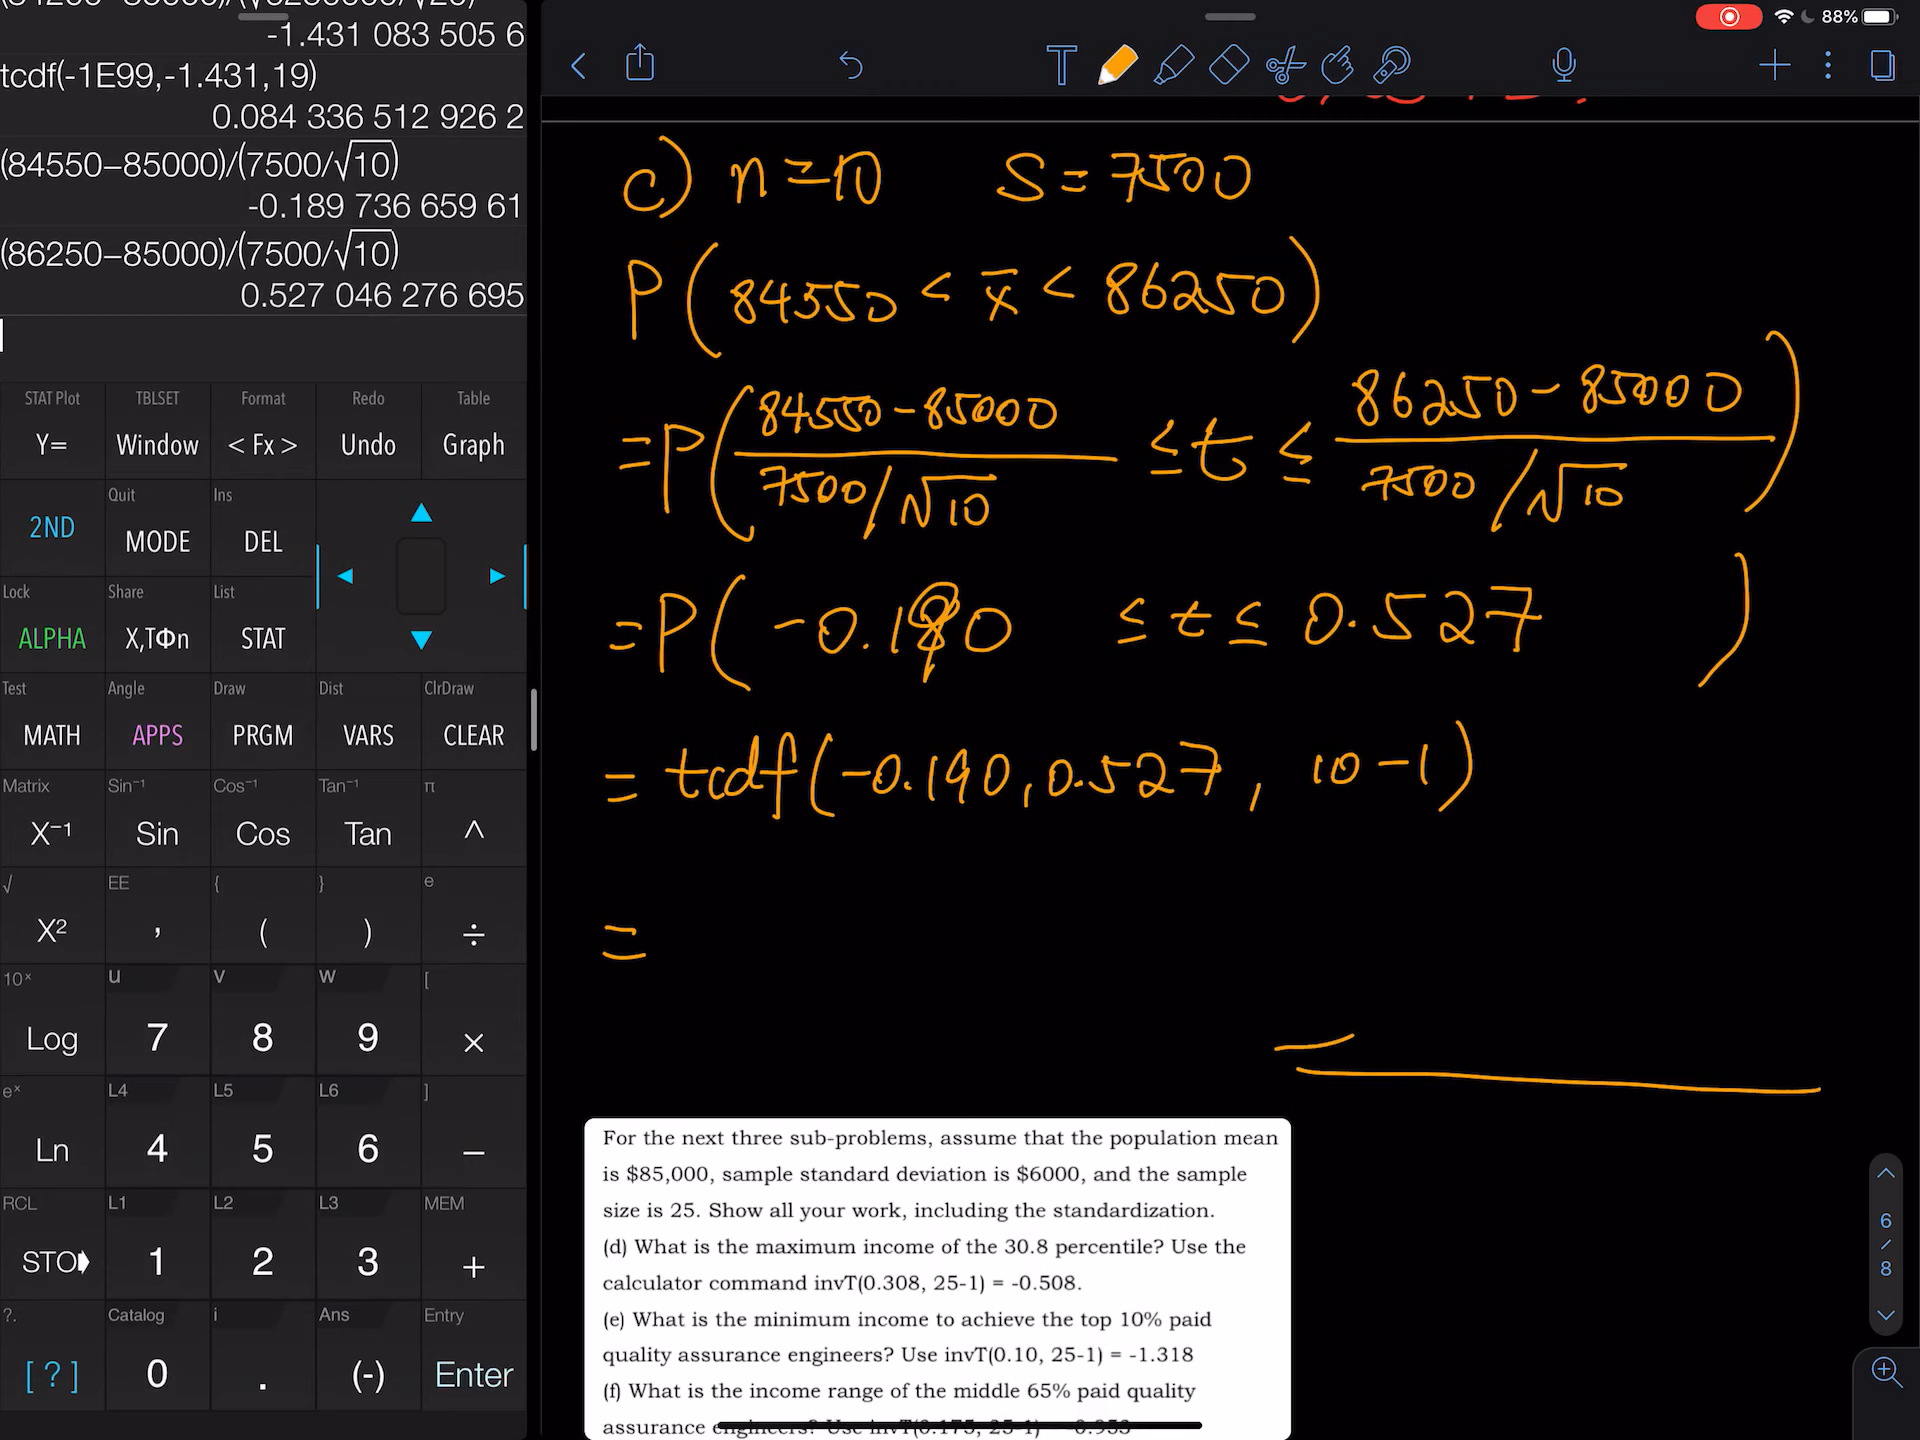 -1.431 083 505 6
tcdf(-1E99,-1.431,19)
0.084 336 512 926 2
(84550–85000)/(7500/√10)
-0.189 736 659 61
(86250–85000)/(7500/√10)
0.527 046 276 695
STAT Plot TBLSET Format Redo Table
Y= Window < Fx > Undo Graph
Quit Ins
2ND MODE DEL
Lock Share List
ALPHA X,TΦn STAT
Test Angle Draw Dist ClrDraw
MATH APPS PRGM VARS CLEAR
Matrix Sin⁻¹ Cos⁻¹ Tan⁻¹ π
X⁻¹ Sin Cos Tan ^
√ EE { } e
X² , ( ) ÷
10ˣ u v w [
Log 7 8 9 ×
eˣ L4 L5 L6 ]
Ln 4 5 6 –
RCL L1 L2 L3 MEM
STO 1 2 3 +
?. Catalog i Ans Entry
[?] 0 . (-) Enter
88%
T
c) n=10 S=7500
P(84550 < x̄ < 86250)
=P((84550-85000)/(7500/√10) ≤ t ≤ (86250-85000)/(7500/√10))
=P(-0.190 ≤ t ≤ 0.527)
= tcdf(-0.190, 0.527, 10-1)
=
For the next three sub-problems, assume that the population mean
is $85,000, sample standard deviation is $6000, and the sample
size is 25. Show all your work, including the standardization.
(d) What is the maximum income of the 30.8 percentile? Use the
calculator command invT(0.308, 25-1) = -0.508.
(e) What is the minimum income to achieve the top 10% paid
quality assurance engineers? Use invT(0.10, 25-1) = -1.318
(f) What is the income range of the middle 65% paid quality
assurance engineers? Use invT(0.175, 25-1) -0.953
6
/
8